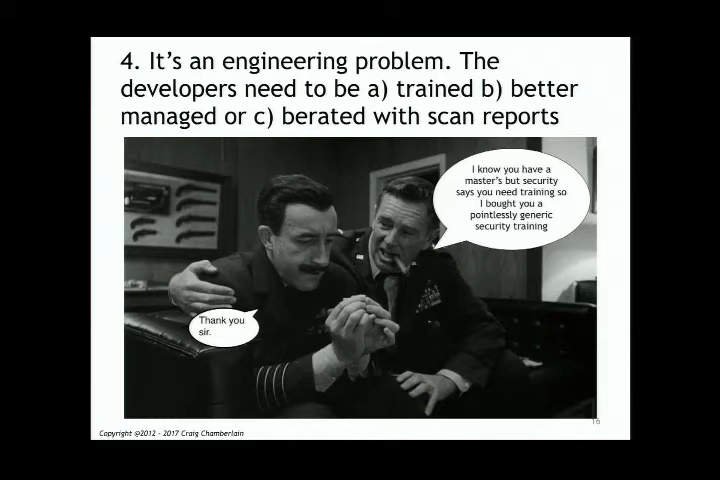 4. It's an engineering problem. The
developers need to be a) trained b) better
managed or c) berated with scan reports
I know you have a
master's but security
says you need training so
I bought you a
pointlessly generic
security training
Thank you
sir.
16
Copyright @2012 - 2017 Craig Chamberlain